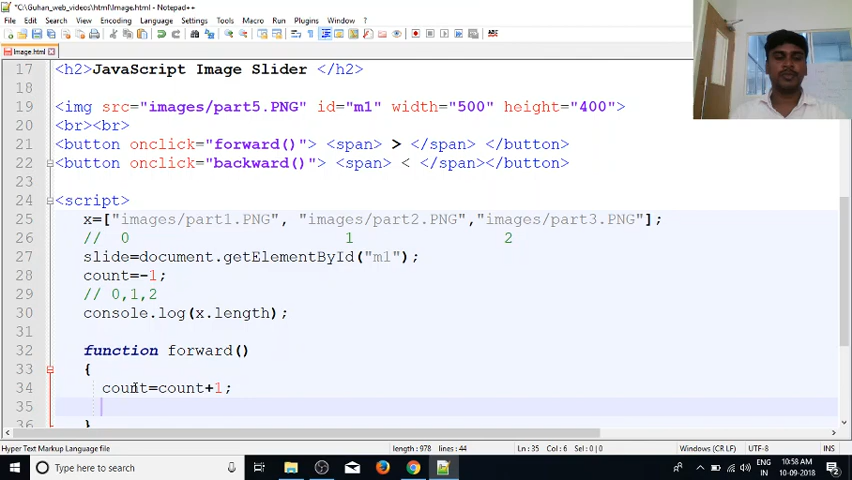 *C:\Guhan_web_videos\html\Image.html - Notepad++
File Edit Search View Encoding Language Settings Tools Macro Run Plugins Window ?
Image.html
17 <h2>JavaScript Image Slider </h2>
18
19 <img src="images/part5.PNG" id="m1" width="500" height="400">
20 <br><br>
21 <button onclick="forward()"> <span> > </span> </button>
22 <button onclick="backward()"> <span> < </span></button>
23
24 <script>
25 x=["images/part1.PNG", "images/part2.PNG","images/part3.PNG"];
26 // 0 1 2
27 slide=document.getElementById("m1");
28 count=-1;
29 // 0,1,2
30 console.log(x.length);
31
32 function forward()
33 {
34 count=count+1;
35
36 }
Hyper Text Markup Language file length : 978 lines : 44 Ln : 35 Col : 6 Sel : 0 | 0 Windows (CR LF) UTF-8 INS
Type here to search
ENG 10:58 AM
IN 10-09-2018